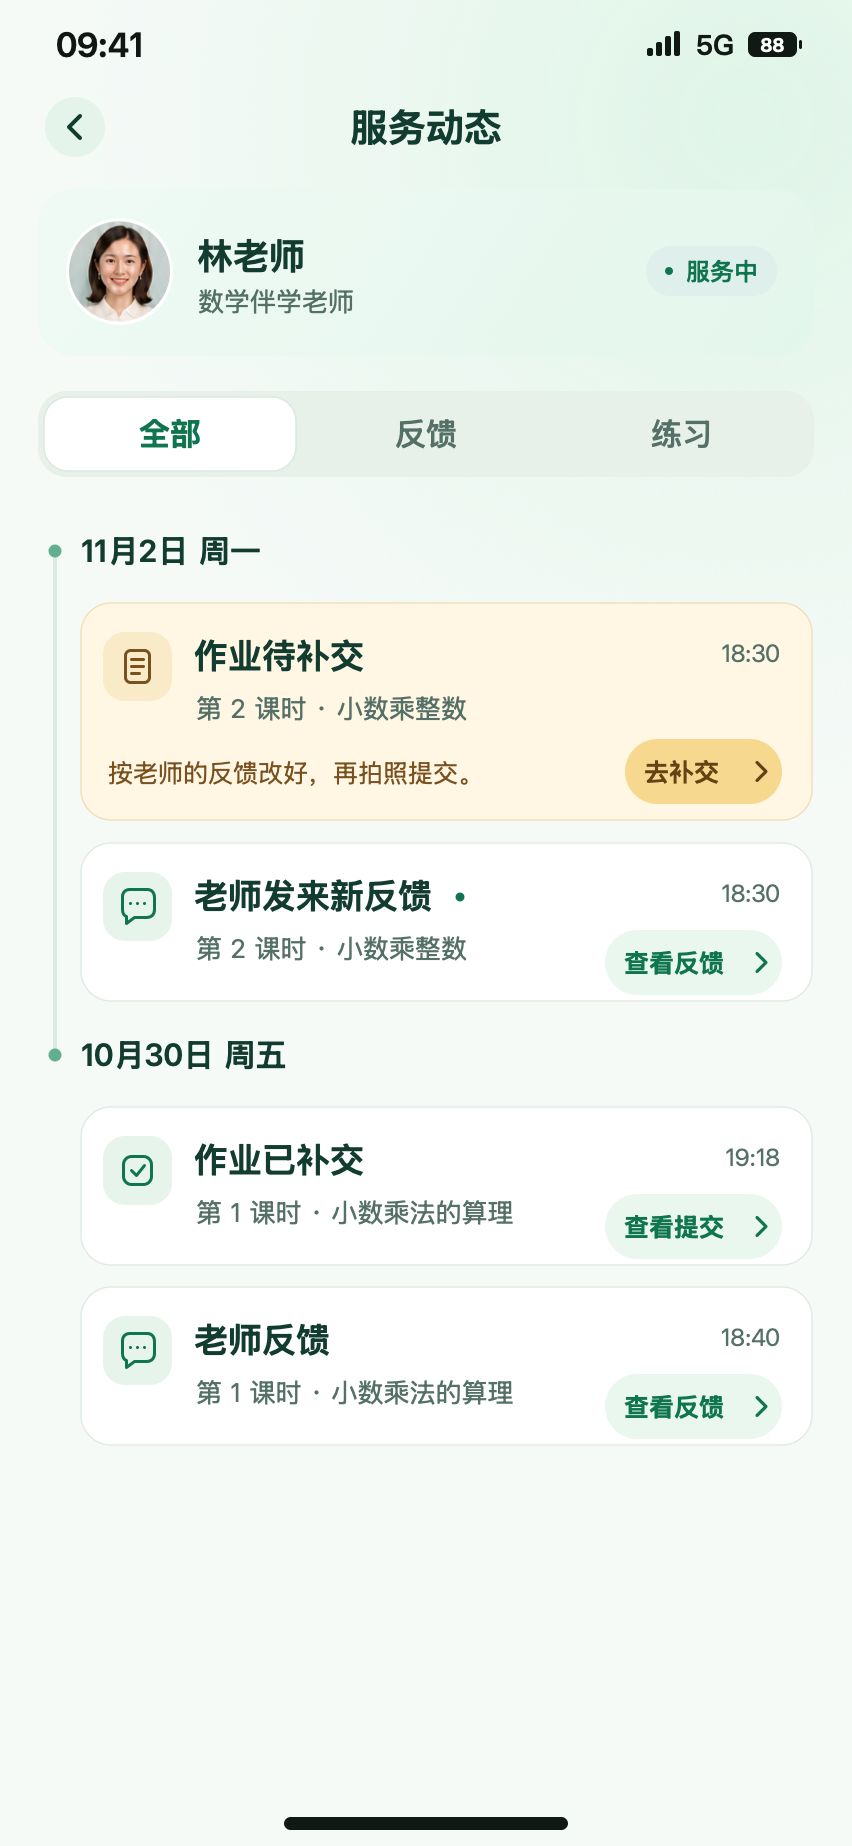 09:41
5G 88
服务动态
林老师
数学伴学老师
服务中
全部 反馈 练习
11月2日 周一
作业待补交 18:30
第 2 课时 · 小数乘整数
按老师的反馈改好，再拍照提交。 去补交
老师发来新反馈 18:30
第 2 课时 · 小数乘整数
查看反馈
10月30日 周五
作业已补交 19:18
第 1 课时 · 小数乘法的算理
查看提交
老师反馈 18:40
第 1 课时 · 小数乘法的算理
查看反馈